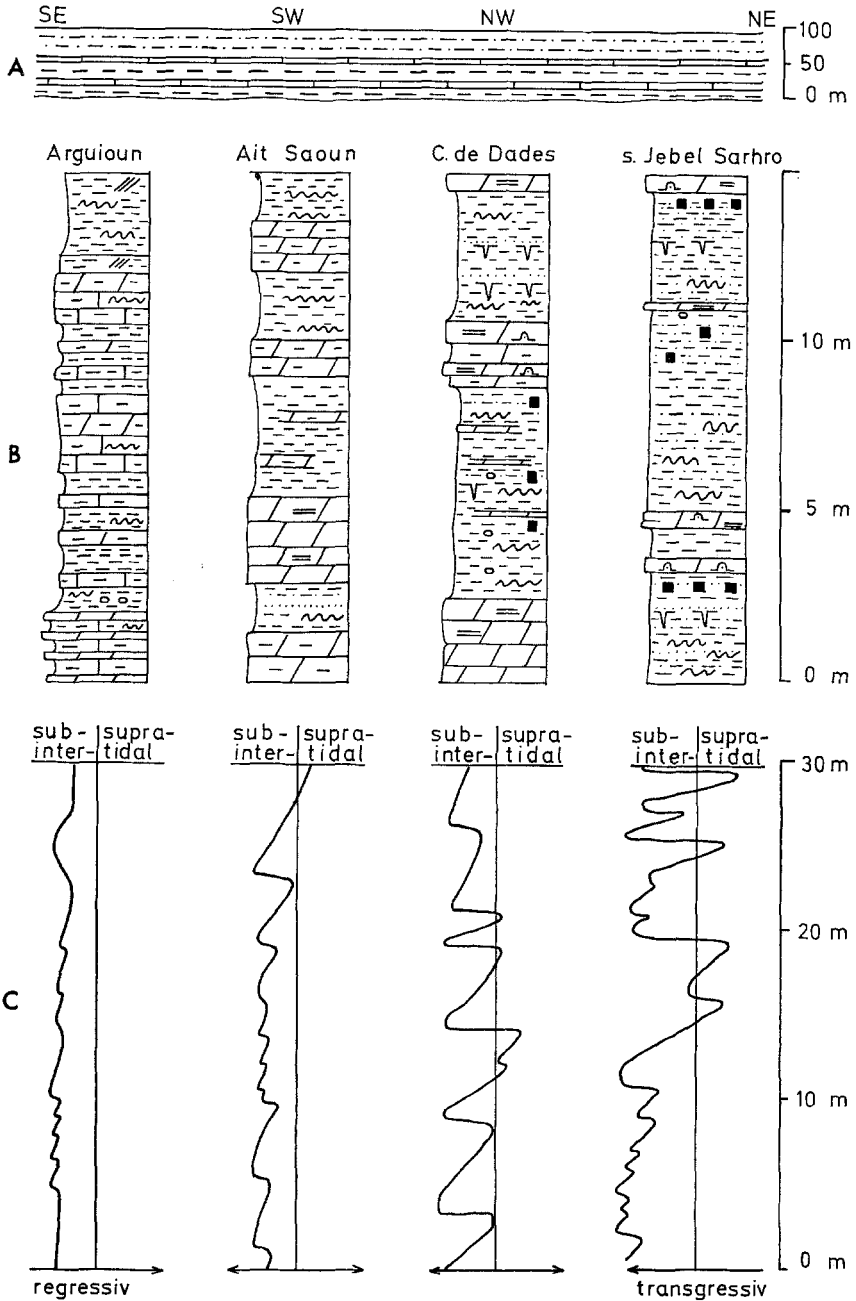 SE SW NW NE
A
100
50
0 m
Arguioun Ait Saoun C. de Dades s. Jebel Sarhro
B
10 m
5 m
0 m
sub- supra- sub- supra- sub- supra- sub- supra-
inter- tidal inter- tidal inter- tidal inter- tidal
C
30 m
20 m
10 m
0 m
regressiv transgressiv